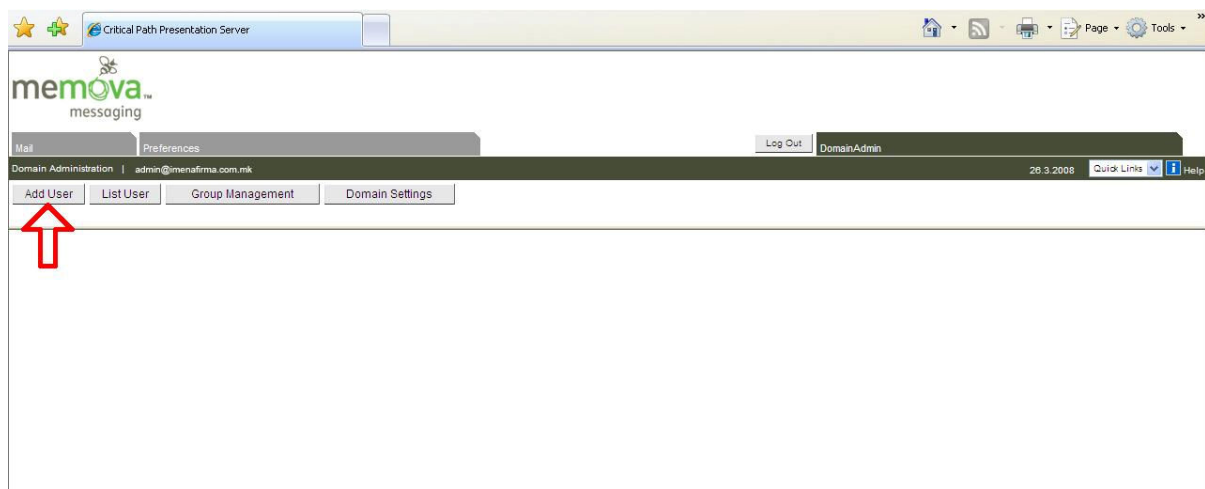 Critical Path Presentation Server
Page Tools
memova™
messaging
Mail Preferences Log Out DomainAdmin
Domain Administration | admin@imenafirma.com.mk 26.3.2008 Quick Links Help
Add User List User Group Management Domain Settings